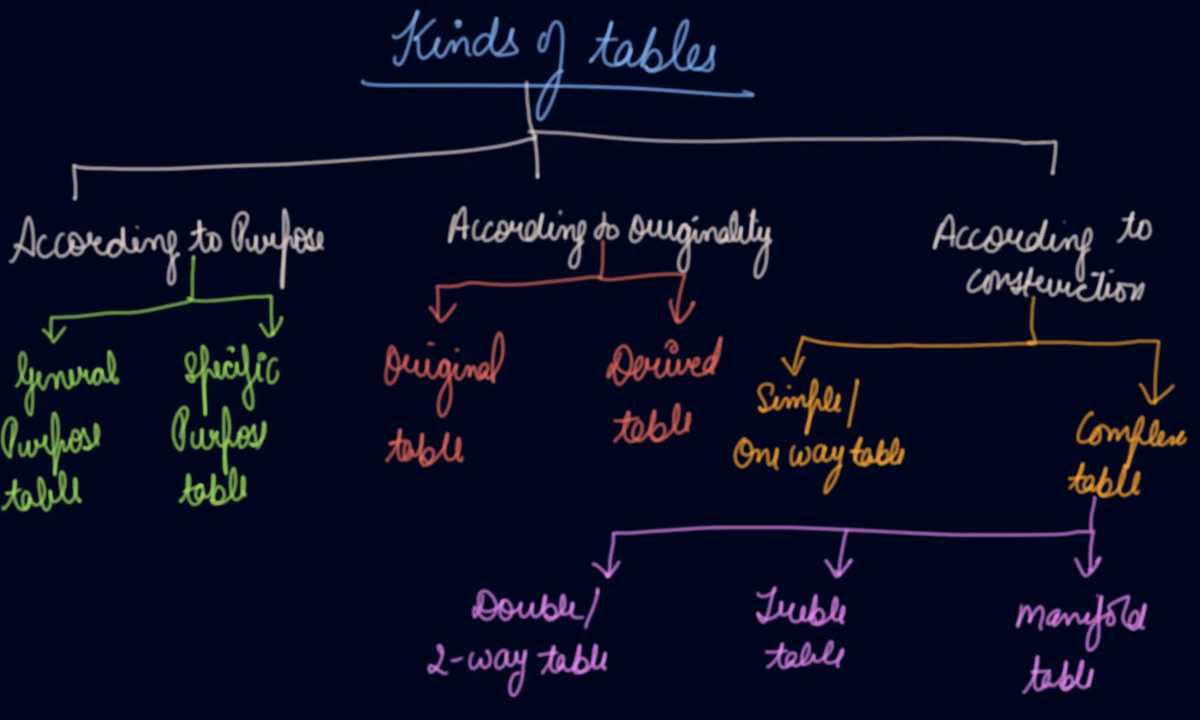 Kinds of tables
According to Purpose
According to Originality
According to
construction
General
Purpose
table
Specific
Purpose
table
Original
table
Derived
table
Simple/
One way table
Complex
table
Double/
2-way table
Treble
table
Manifold
table